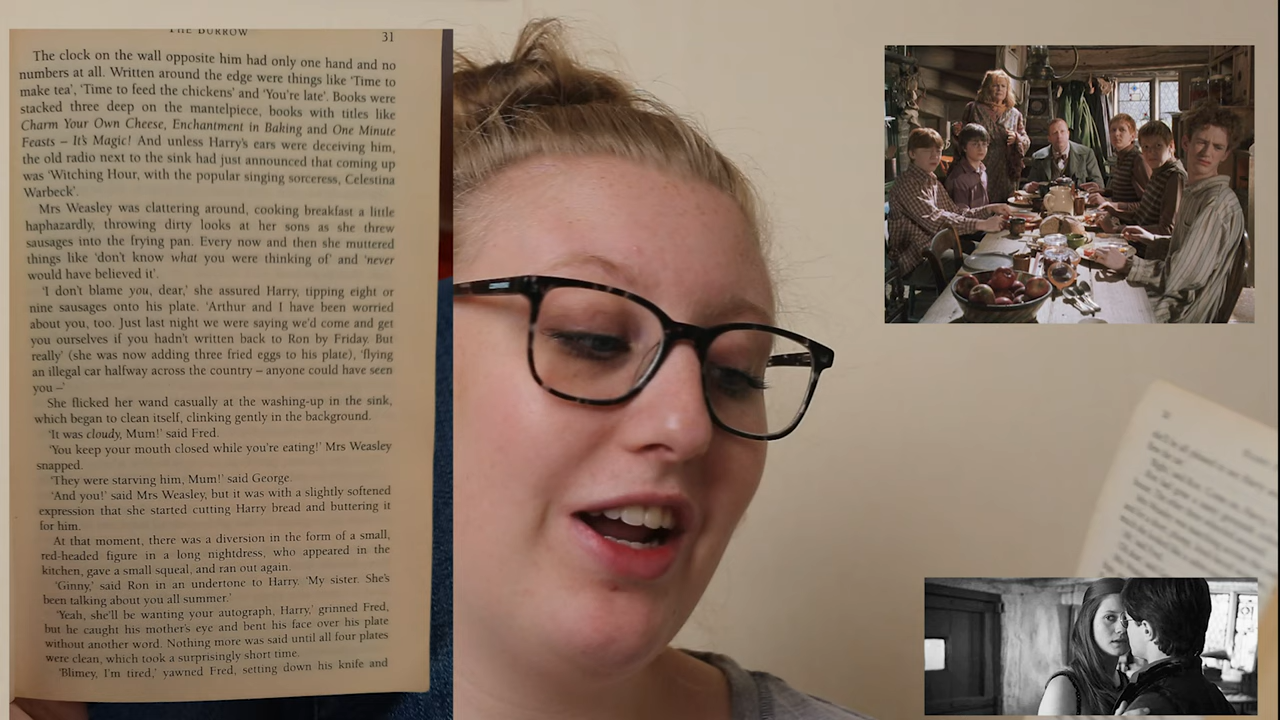 THE BURROW 31
The clock on the wall opposite him had only one hand and no
numbers at all. Written around the edge were things like 'Time to
make tea', 'Time to feed the chickens' and 'You're late'. Books were
stacked three deep on the mantelpiece, books with titles like
Charm Your Own Cheese, Enchantment in Baking and One Minute
Feasts – It's Magic! And unless Harry's ears were deceiving him,
the old radio next to the sink had just announced that coming up
was 'Witching Hour, with the popular singing sorceress, Celestina
Warbeck'.
Mrs Weasley was clattering around, cooking breakfast a little
haphazardly, throwing dirty looks at her sons as she threw
sausages into the frying pan. Every now and then she muttered
things like 'don't know what you were thinking of' and 'never
would have believed it'.
'I don't blame you, dear,' she assured Harry, tipping eight or
nine sausages onto his plate. 'Arthur and I have been worried
about you, too. Just last night we were saying we'd come and get
you ourselves if you hadn't written back to Ron by Friday. But
really' (she was now adding three fried eggs to his plate), 'flying
an illegal car halfway across the country – anyone could have seen
you –'
She flicked her wand casually at the washing-up in the sink,
which began to clean itself, clinking gently in the background.
'It was cloudy, Mum!' said Fred.
'You keep your mouth closed while you're eating!' Mrs Weasley
snapped.
'They were starving him, Mum!' said George.
'And you!' said Mrs Weasley, but it was with a slightly softened
expression that she started cutting Harry bread and buttering it
for him.
At that moment, there was a diversion in the form of a small,
red-headed figure in a long nightdress, who appeared in the
kitchen, gave a small squeal, and ran out again.
'Ginny,' said Ron in an undertone to Harry. 'My sister. She's
been talking about you all summer.'
'Yeah, she'll be wanting your autograph, Harry,' grinned Fred,
but he caught his mother's eye and bent his face over his plate
without another word. Nothing more was said until all four plates
were clean, which took a surprisingly short time.
'Blimey, I'm tired,' yawned Fred, setting down his knife and